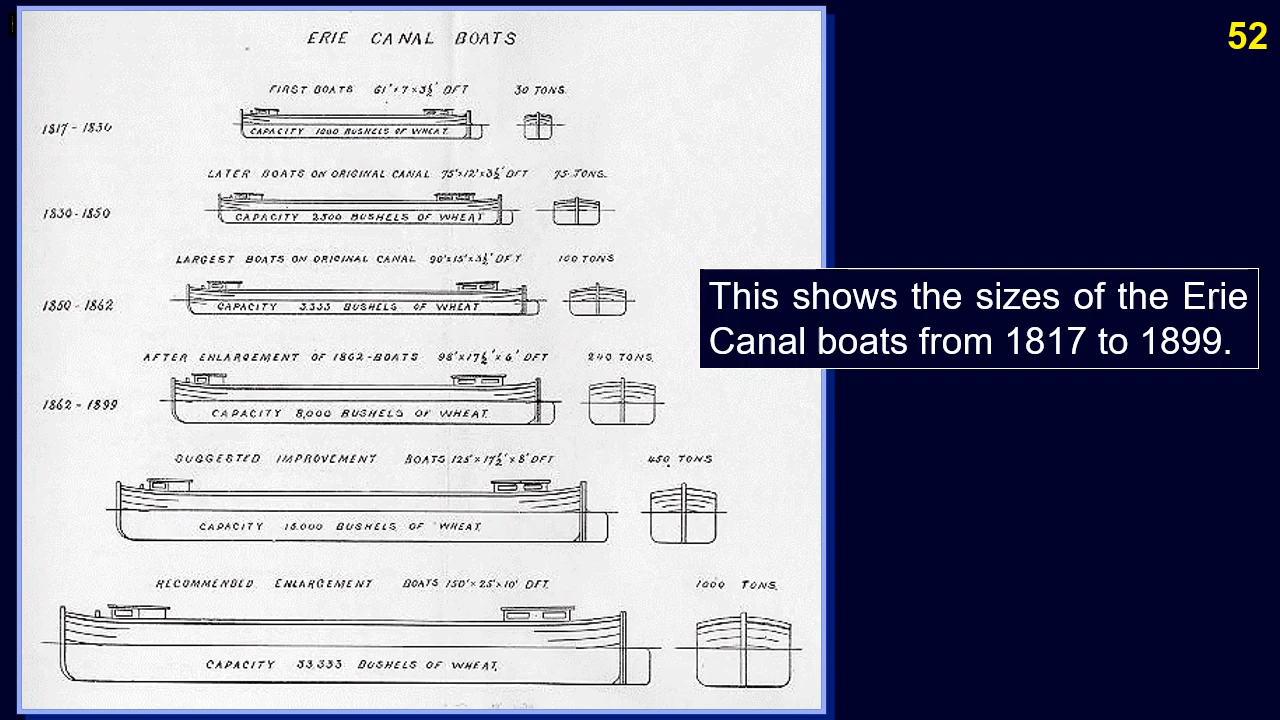 52
ERIE CANAL BOATS
FIRST BOATS 61'×7×3½' DFT 30 TONS.
1817 - 1830
CAPACITY 1000 BUSHELS OF WHEAT.
LATER BOATS ON ORIGINAL CANAL 75'×12'×3½' DFT 75 TONS.
1830 - 1850
CAPACITY 2500 BUSHELS OF WHEAT
LARGEST BOATS ON ORIGINAL CANAL 90'×15'×3½' DFT 100 TONS
1850 - 1862
CAPACITY 3,333 BUSHELS OF WHEAT
This shows the sizes of the Erie
Canal boats from 1817 to 1899.
AFTER ENLARGEMENT OF 1862-BOATS 98'×17½'×6' DFT 240 TONS.
1862 - 1899
CAPACITY 8,000 BUSHELS OF WHEAT.
SUGGESTED IMPROVEMENT BOATS 125'×17½'×8' DFT 450 TONS
CAPACITY 15,000 BUSHELS OF WHEAT.
RECOMMENDED ENLARGEMENT BOATS 150'×25'×10' DFT. 1000 TONS.
CAPACITY 33,333 BUSHELS OF WHEAT.